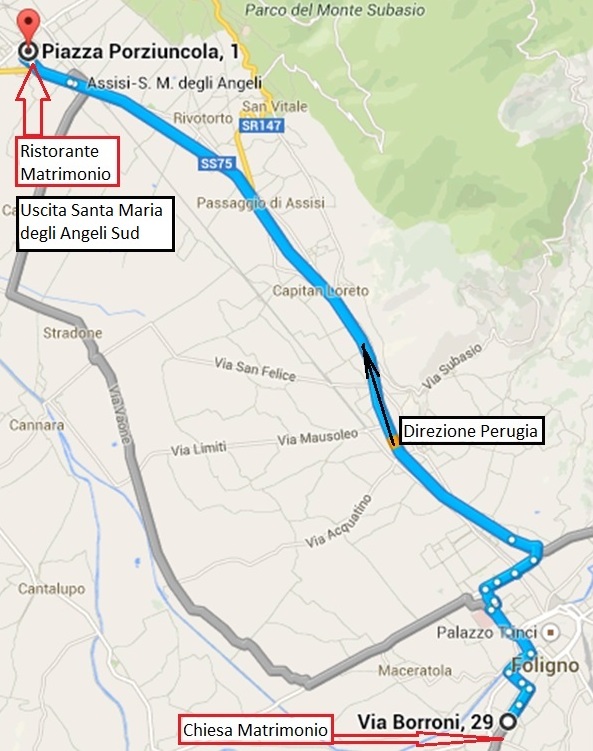 Parco del Monte Subasio
Piazza Porziuncola, 1
Assisi-S. M. degli Angeli
San Vitale
Rivotorto
SR147
Ristorante
Matrimonio
SS75
Passaggio di Assisi
Uscita Santa Maria
degli Angeli Sud
Capitan Loreto
Stradone
Via San Felice
Via Subasio
Via Vaone
Cannara
Direzione Perugia
Via Limiti
Via Mausoleo
Via Acquatino
Cantalupo
Palazzo Trinci
Foligno
Maceratola
Via Borroni, 29
Chiesa Matrimonio